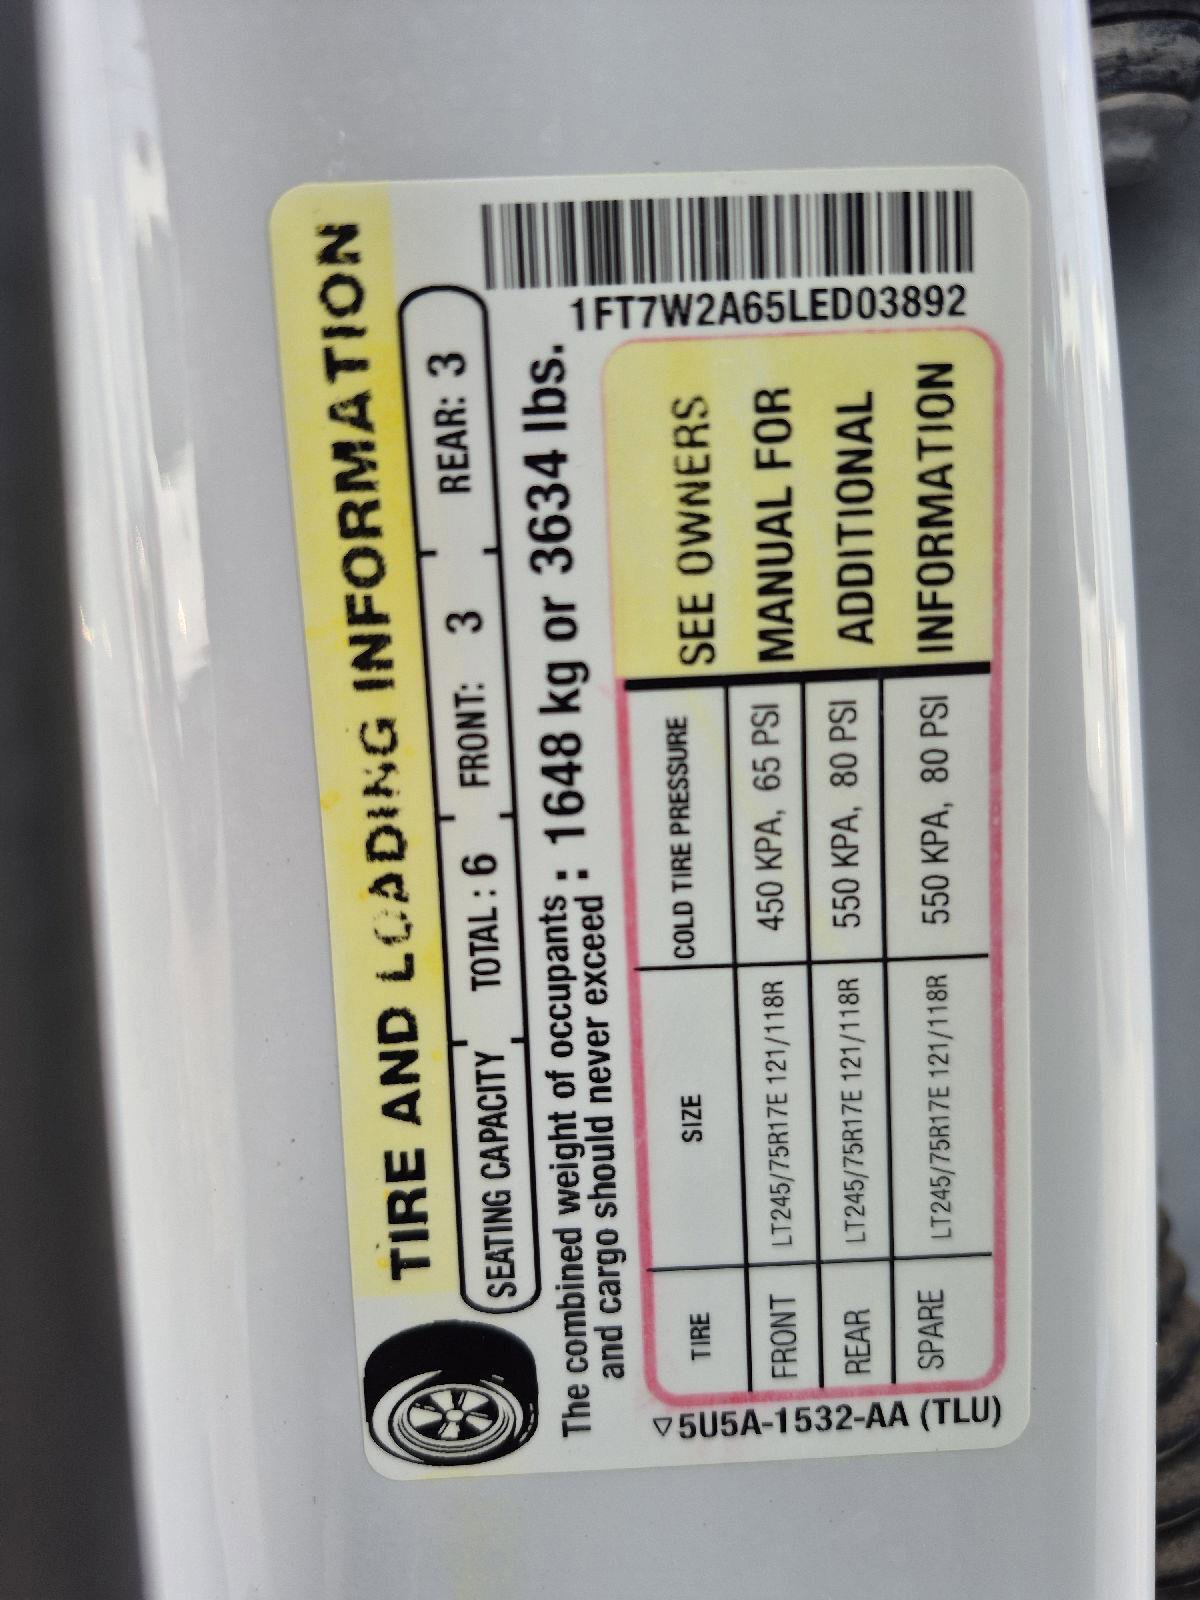 TIRE AND LOADING INFORMATION
SEATING CAPACITY TOTAL : 6 FRONT: 3 REAR: 3
The combined weight of occupants and cargo should never exceed : 1648 kg or 3634 lbs.
1FT7W2A65LED03892
TIRE SIZE COLD TIRE PRESSURE
FRONT LT245/75R17E 121/118R 450 KPA, 65 PSI
REAR LT245/75R17E 121/118R 550 KPA, 80 PSI
SPARE LT245/75R17E 121/118R 550 KPA, 80 PSI
SEE OWNERS
MANUAL FOR
ADDITIONAL
INFORMATION
5U5A-1532-AA (TLU)